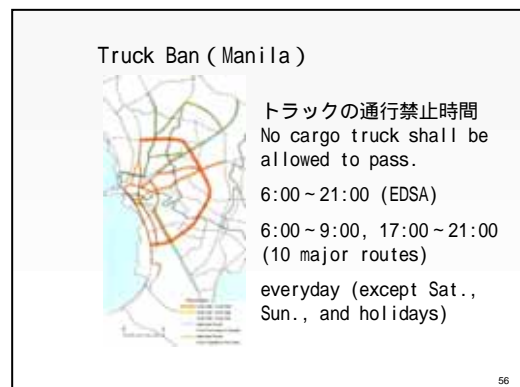 Truck Ban (Manila)
トラックの通行禁止時間
No cargo truck shall be
allowed to pass.
6:00~21:00 (EDSA)
6:00~9:00, 17:00~21:00
(10 major routes)
everyday (except Sat.,
Sun., and holidays)
56